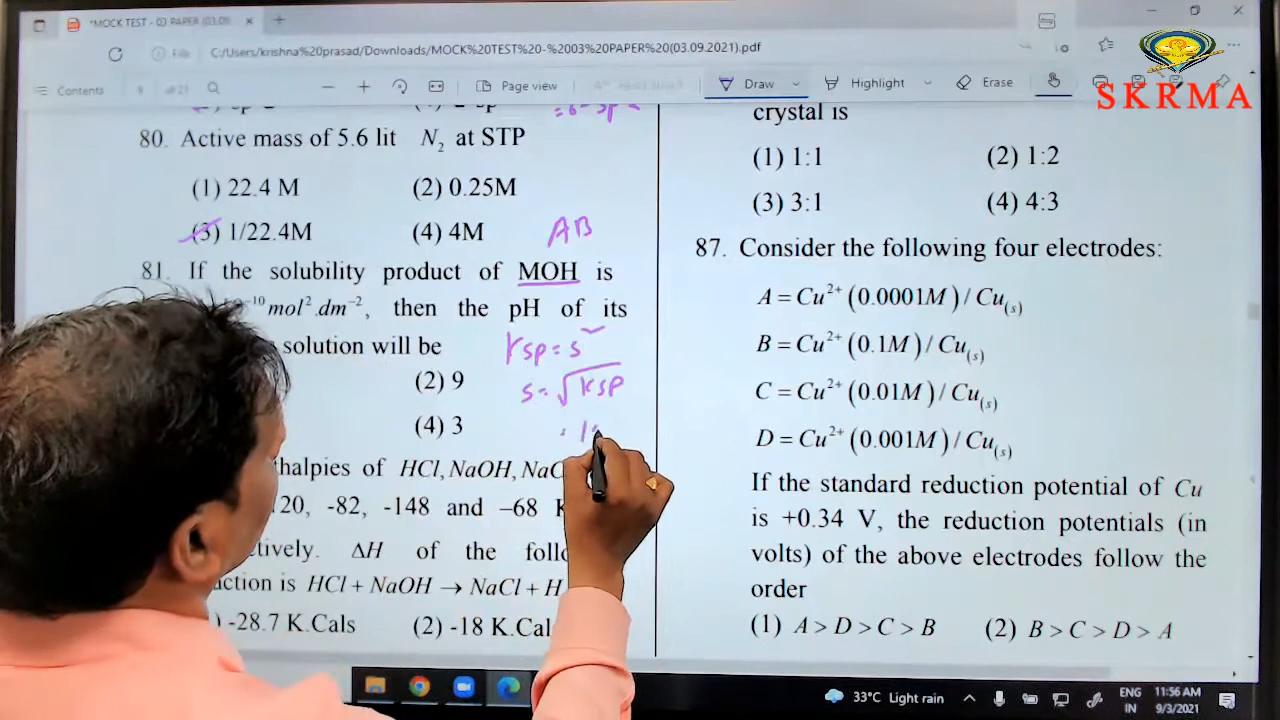 *MOCK TEST - 03 PAPER (03.09
C:/Users/krishna%20prasad/Downloads/MOCK%20TEST%20-%2003%20PAPER%20(03.09.2021).pdf
Contents 9 of 21 Page view Draw Highlight Erase
SKRMA
80. Active mass of 5.6 lit N₂ at STP
(1) 22.4 M (2) 0.25M
(3) 1/22.4M (4) 4M
AB
81. If the solubility product of MOH is
⁻¹⁰ mol².dm⁻², then the pH of its
solution will be
Ksp = s²
(2) 9
s = √Ksp
(4) 3
thalpies of HCl, NaOH, NaC
20, -82, -148 and –68 K
tively. ΔH of the foll
action is HCl + NaOH → NaCl + H
) -28.7 K.Cals (2) -18 K.Cal
crystal is
(1) 1:1 (2) 1:2
(3) 3:1 (4) 4:3
87. Consider the following four electrodes:
A = Cu²⁺ (0.0001M) / Cu₍ₛ₎
B = Cu²⁺ (0.1M) / Cu₍ₛ₎
C = Cu²⁺ (0.01M) / Cu₍ₛ₎
D = Cu²⁺ (0.001M) / Cu₍ₛ₎
If the standard reduction potential of Cu
is +0.34 V, the reduction potentials (in
volts) of the above electrodes follow the
order
(1) A > D > C > B (2) B > C > D > A
33°C Light rain ENG IN 11:56 AM 9/3/2021